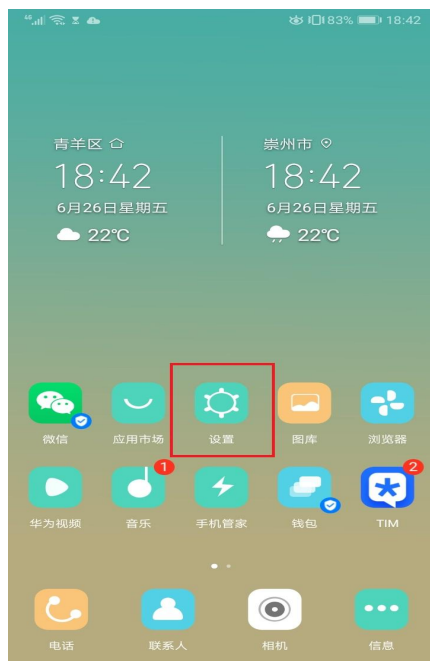 46 83% 18:42
青羊区 崇州市
18:42 18:42
6月26日星期五 6月26日星期五
22℃ 22℃
微信 应用市场 设置 图库 浏览器
1 2
华为视频 音乐 手机管家 钱包 TIM
电话 联系人 相机 信息